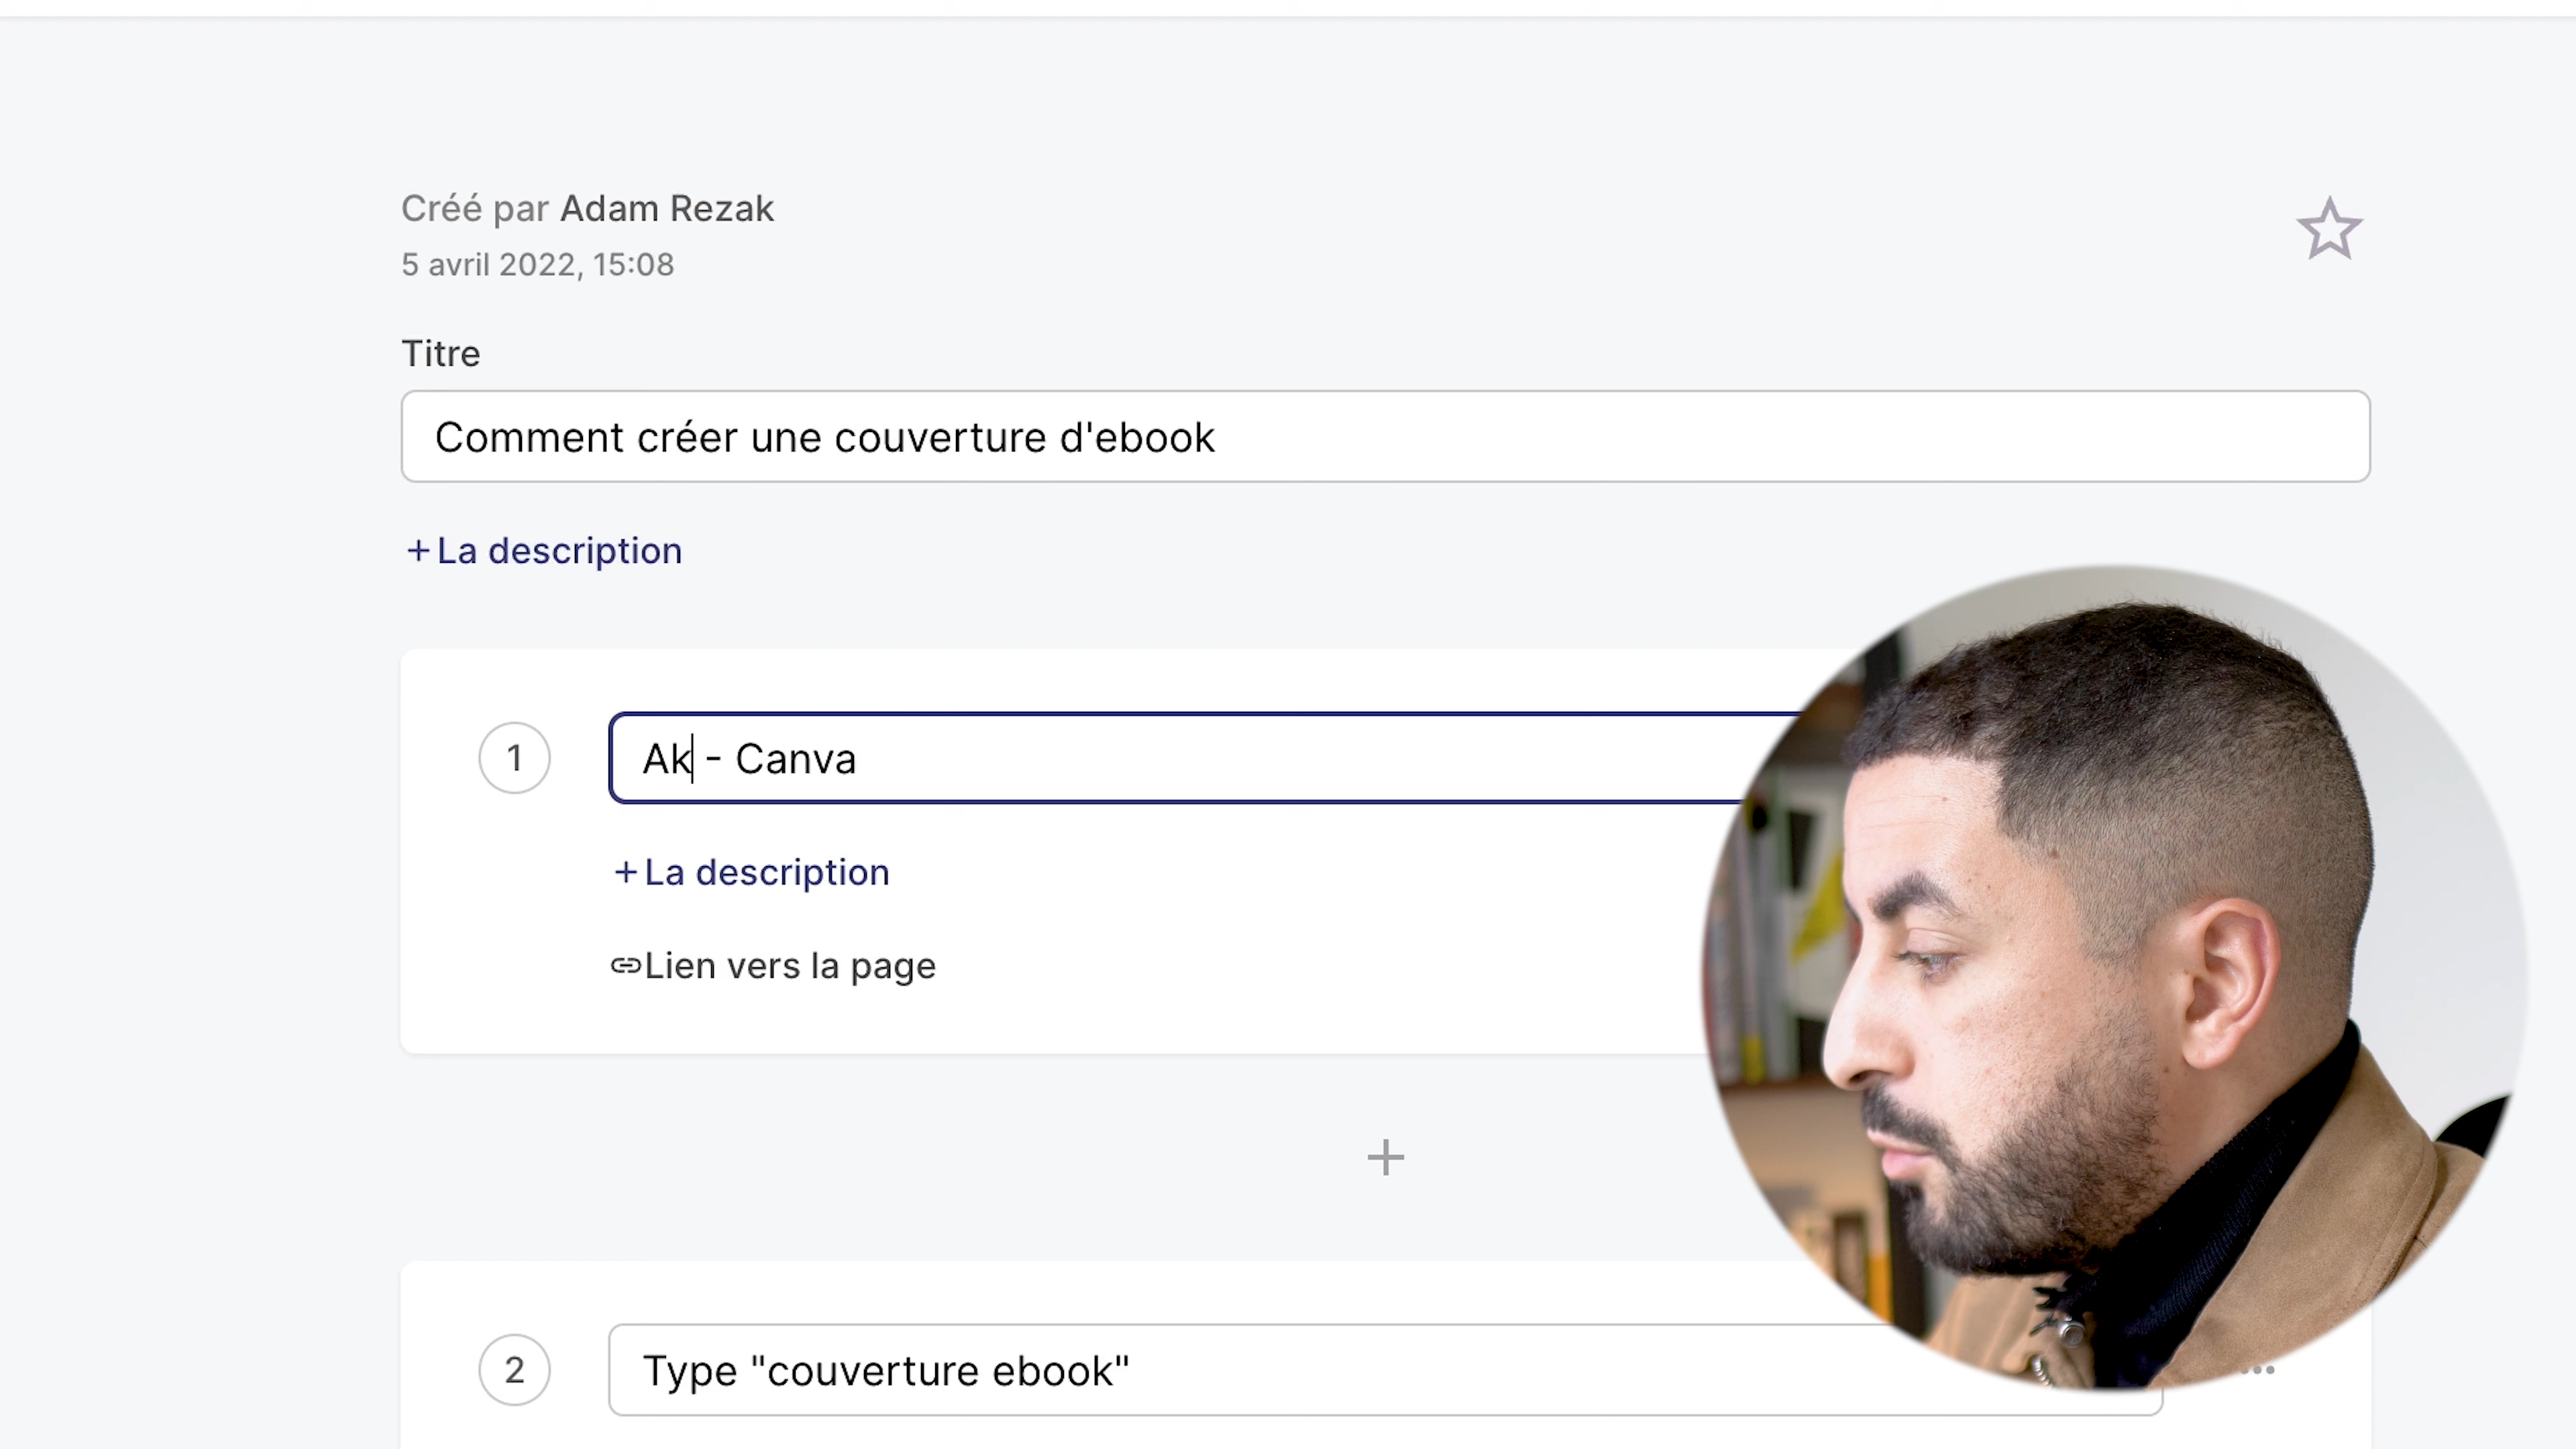 Créé par Adam Rezak
5 avril 2022, 15:08
Titre
Comment créer une couverture d'ebook
+ La description
1
Ak - Canva
+ La description
Lien vers la page
+
2
Type "couverture ebook"